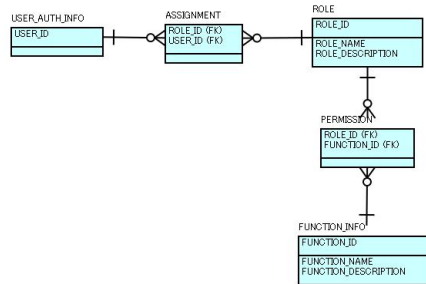 USER_AUTH_INFO
USER_ID
ASSIGNMENT
ROLE_ID (FK)
USER_ID (FK)
ROLE
ROLE_ID
ROLE_NAME
ROLE_DESCRIPTION
PERMISSION
ROLE_ID (FK)
FUNCTION_ID (FK)
FUNCTION_INFO
FUNCTION_ID
FUNCTION_NAME
FUNCTION_DESCRIPTION